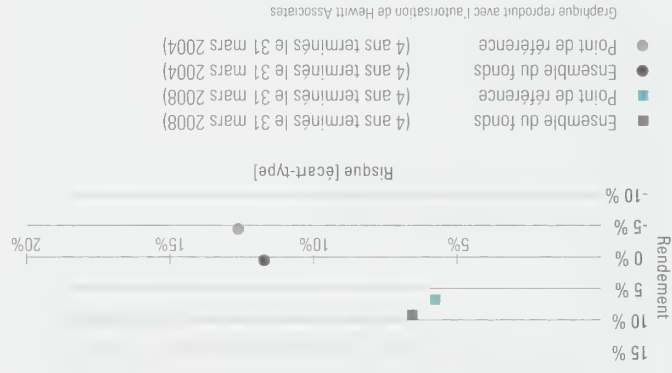 15 %
10 %
5 %
0 %
-5 %
-10 %
Rendement
5%
10%
15%
20%
Risque [écart-type]
Ensemble du fonds (4 ans terminés le 31 mars 2008)
Point de référence (4 ans terminés le 31 mars 2008)
Ensemble du fonds (4 ans terminés le 31 mars 2004)
Point de référence (4 ans terminés le 31 mars 2004)
Graphique reproduit avec l'autorisation de Hewitt Associates